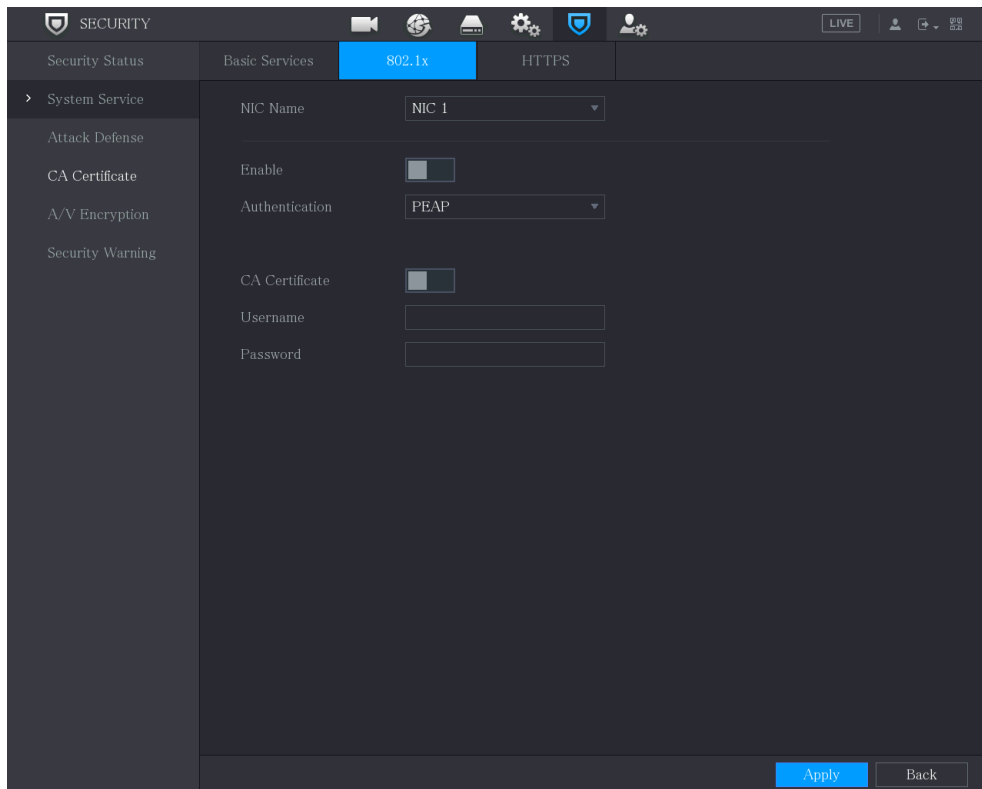 SECURITY LIVE
Security Status
Basic Services 802.1x HTTPS
System Service
Attack Defense
CA Certificate
A/V Encryption
Security Warning
NIC Name NIC 1
Enable
Authentication PEAP
CA Certificate
Username
Password
Apply Back